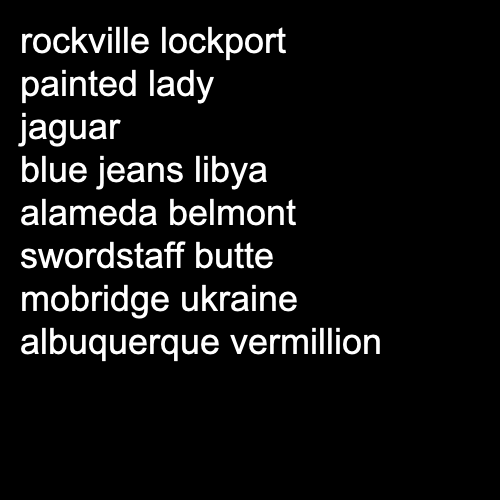 rockville lockport
painted lady
jaguar
blue jeans libya
alameda belmont
swordstaff butte
mobridge ukraine
albuquerque vermillion